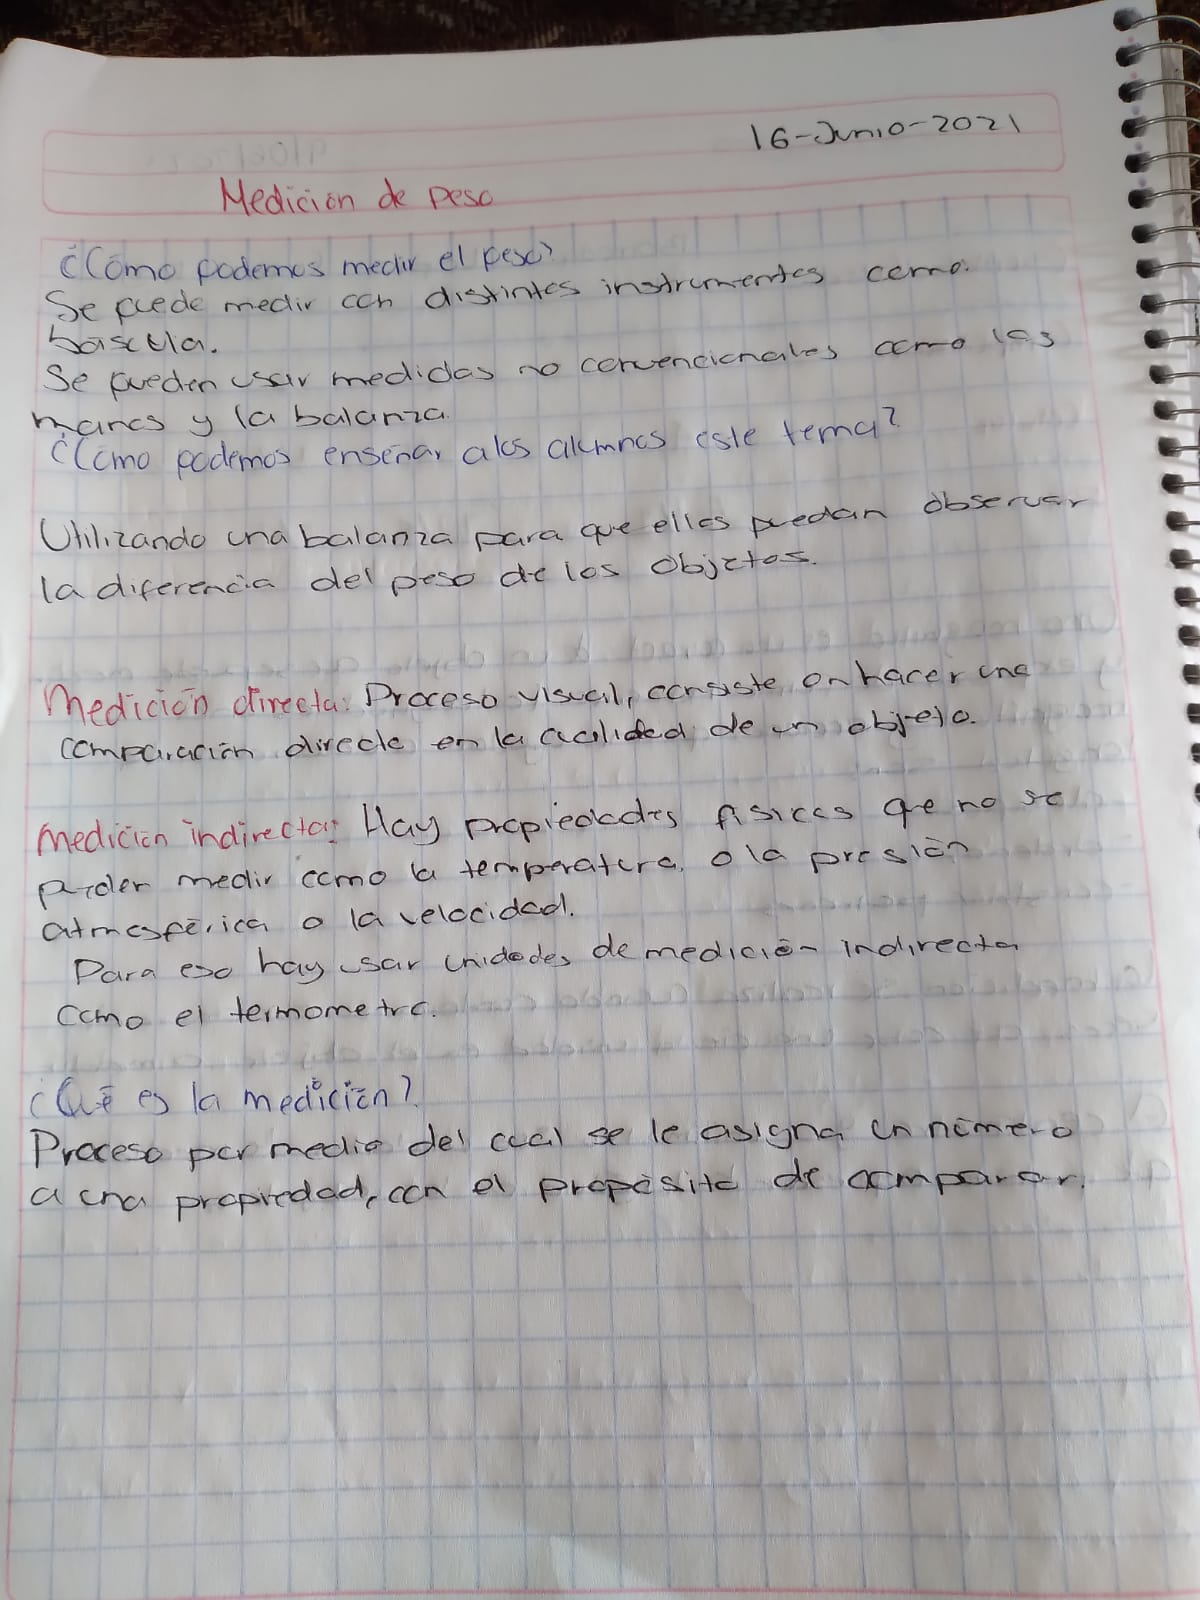 16-Junio-2021
Medición de peso
¿Cómo podemos medir el peso?
Se puede medir con distintos instrumentos como:
báscula.
Se pueden usar medidas no convencionales como las
manos y la balanza.
¿Cómo podemos enseñar a los alumnos este tema?
Utilizando una balanza para que ellos puedan observar
la diferencia del peso de los objetos.
Medición directa: Proceso visual, consiste en hacer una
comparación directa en la cualidad de un objeto.
Medición indirecta: Hay propiedades físicas que no se
pueden medir como la temperatura, o la presión
atmosférica o la velocidad.
Para eso hay usar unidades de medición indirecta
como el termometro.
¿Qué es la medición?
Proceso por medio del cual se le asigna un número
a una propiedad, con el propósito de comparar.